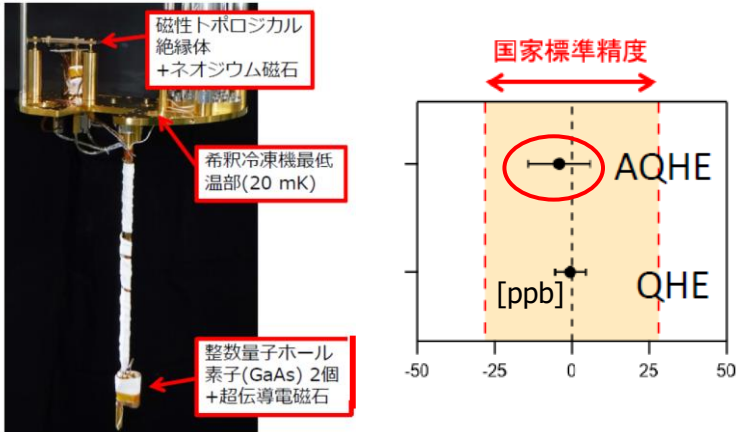 磁性トポロジカル
絶縁体
+ネオジウム磁石
希釈冷凍機最低
温部(20 mK)
整数量子ホール
素子(GaAs) 2個
+超伝導電磁石
国家標準精度
AQHE
[ppb]
QHE
-50
-25
0
25
50